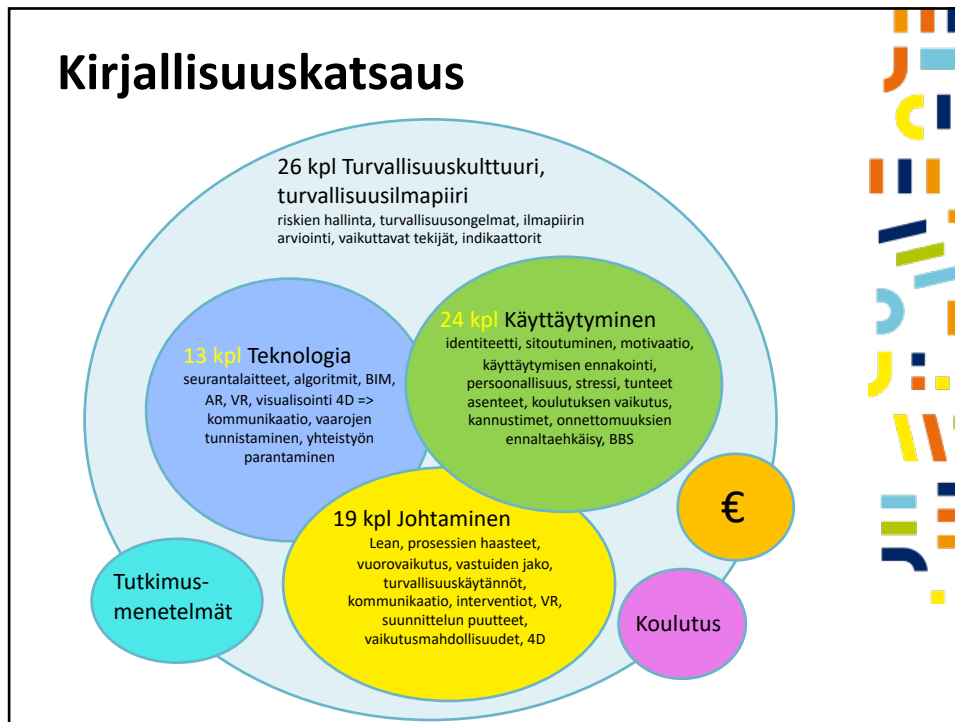 Kirjallisuuskatsaus
26 kpl Turvallisuuskulttuuri,
turvallisuusilmapiiri
riskien hallinta, turvallisuusongelmat, ilmapiirin
arviointi, vaikuttavat tekijät, indikaattorit
13 kpl Teknologia
seurantalaitteet, algoritmit, BIM,
AR, VR, visualisointi 4D =>
kommunikaatio, vaarojen
tunnistaminen, yhteistyön
parantaminen
24 kpl Käyttäytyminen
identiteetti, sitoutuminen, motivaatio,
käyttäytymisen ennakointi,
persoonallisuus, stressi, tunteet
asenteet, koulutuksen vaikutus,
kannustimet, onnettomuuksien
ennaltaehkäisy, BBS
19 kpl Johtaminen
Lean, prosessien haasteet,
vuorovaikutus, vastuiden jako,
turvallisuuskäytännöt,
kommunikaatio, interventiot, VR,
suunnittelun puutteet,
vaikutusmahdollisuudet, 4D
€
Tutkimus-
menetelmät
Koulutus